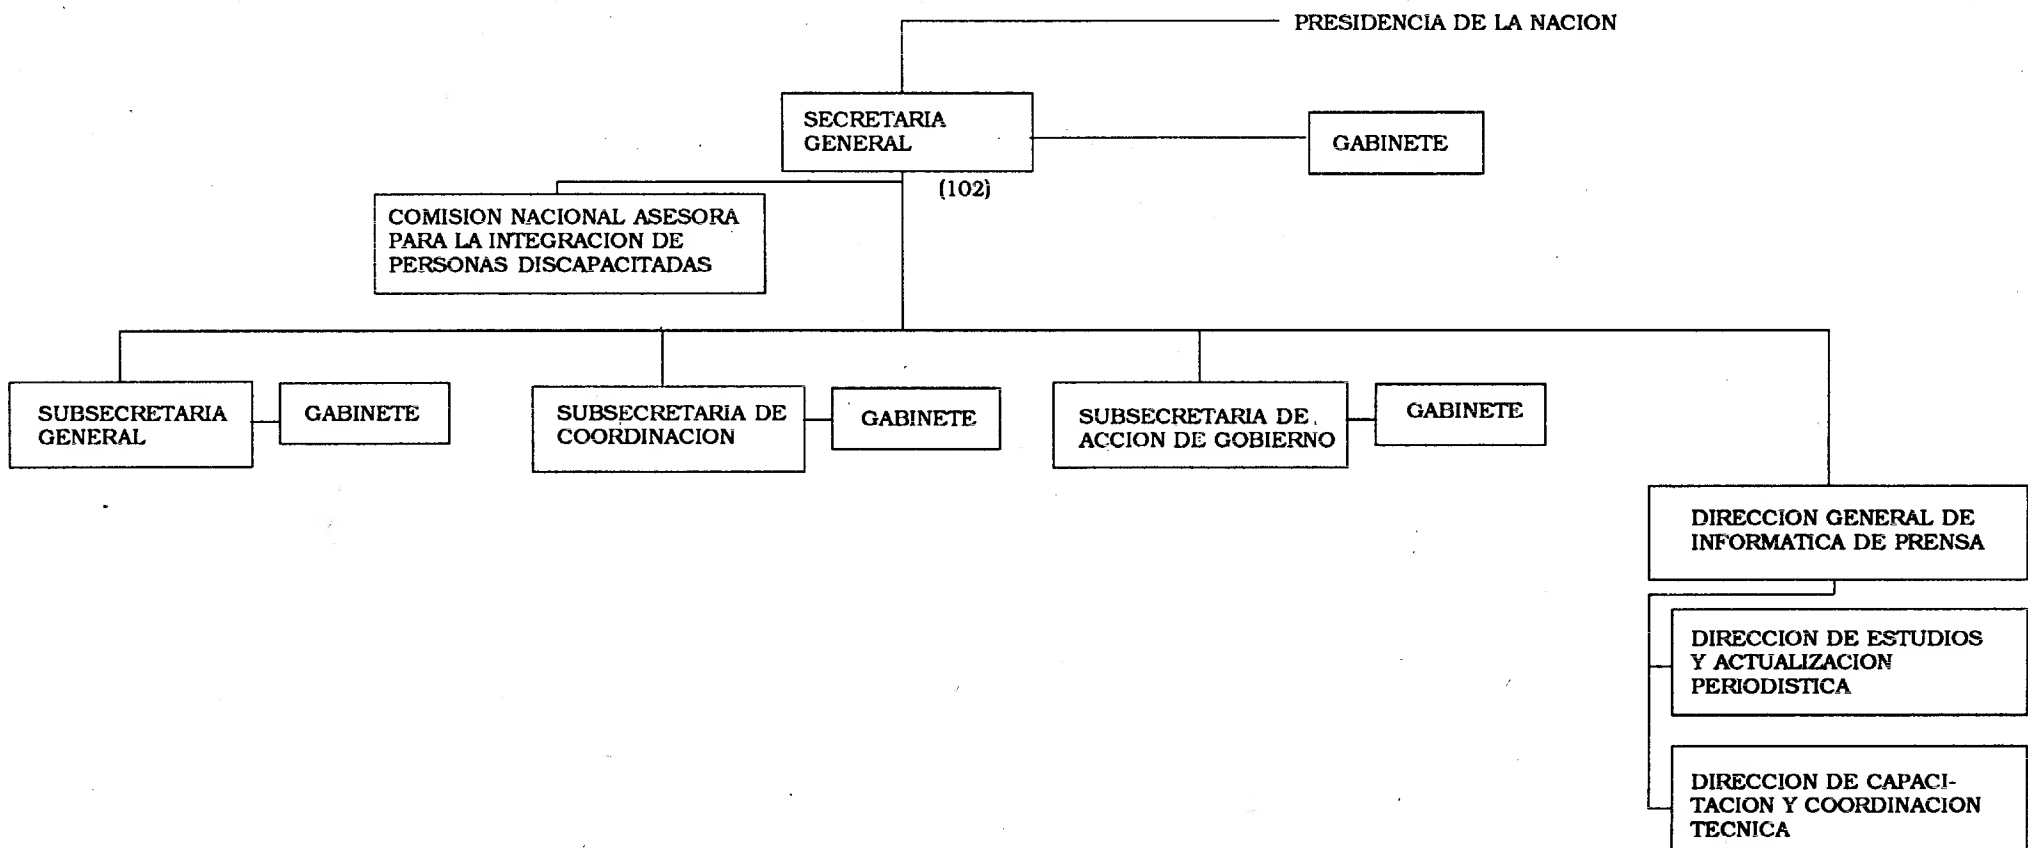 PRESIDENCIA DE LA NACION
SECRETARIA
GENERAL
GABINETE
(102)
COMISION NACIONAL ASESORA
PARA LA INTEGRACION DE
PERSONAS DISCAPACITADAS
SUBSECRETARIA
GENERAL
GABINETE
SUBSECRETARIA DE
COORDINACION
GABINETE
SUBSECRETARIA DE
ACCION DE GOBIERNO
GABINETE
DIRECCION GENERAL DE
INFORMATICA DE PRENSA
DIRECCION DE ESTUDIOS
Y ACTUALIZACION
PERIODISTICA
DIRECCION DE CAPACI-
TACION Y COORDINACION
TECNICA